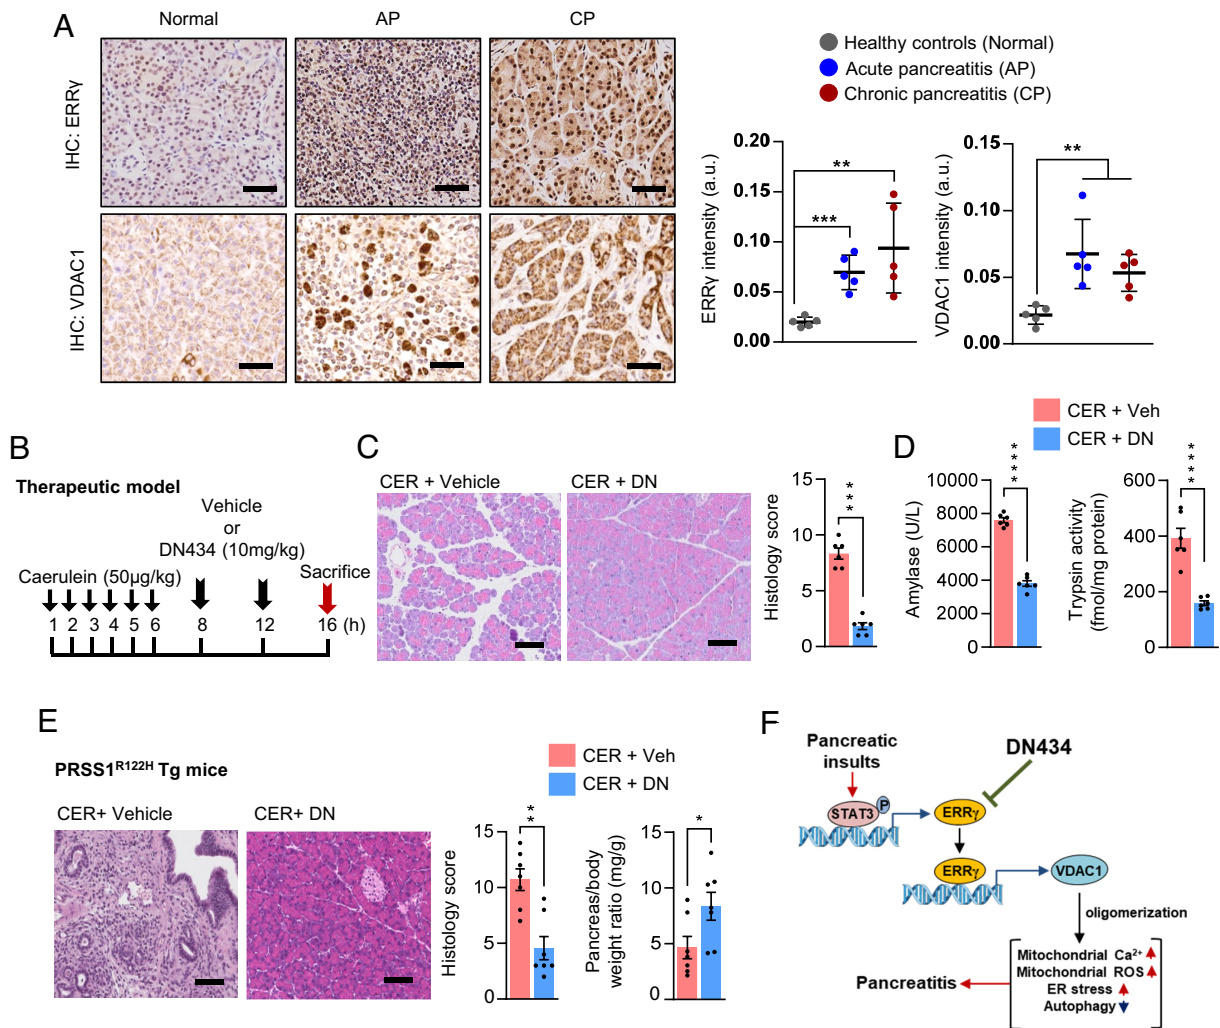 A
Normal
AP
CP
IHC: ERRγ
IHC: VDAC1
Healthy controls (Normal)
Acute pancreatitis (AP)
Chronic pancreatitis (CP)
ERRγ intensity (a.u.)
0.20
0.15
0.10
0.05
0.00
**
***
VDAC1 intensity (a.u.)
0.15
0.10
0.05
0.00
**
B
Therapeutic model
Vehicle
or
DN434 (10mg/kg)
Caerulein (50µg/kg)
Sacrifice
1 2 3 4 5 6 8 12 16 (h)
C
CER + Vehicle
CER + DN
Histology score
15
10
5
0
***
D
CER + Veh
CER + DN
Amylase (U/L)
10000
8000
6000
4000
2000
0
****
Trypsin activity
(fmol/mg protein)
600
400
200
0
****
E
PRSS1R122H Tg mice
CER+ Vehicle
CER+ DN
CER + Veh
CER + DN
Histology score
15
10
5
0
**
Pancreas/body
weight ratio (mg/g)
15
10
5
0
*
F
Pancreatic
insults
DN434
STAT3
P
ERRγ
ERRγ
VDAC1
oligomerization
Mitochondrial Ca2+
Mitochondrial ROS
ER stress
Autophagy
Pancreatitis